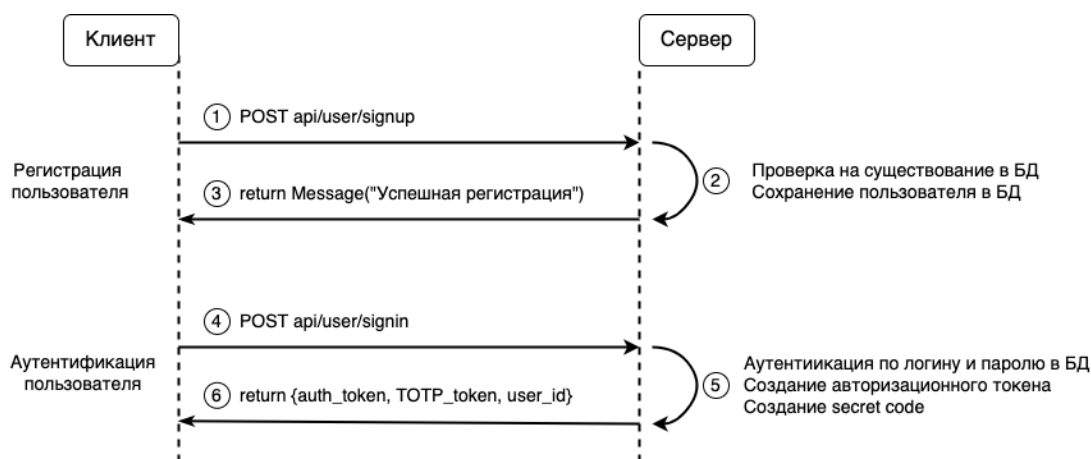 Клиент
Сервер
1 POST api/user/signup
Регистрация
пользователя
2 Проверка на существование в БД
Сохранение пользователя в БД
3 return Message("Успешная регистрация")
4 POST api/user/signin
Аутентификация
пользователя
5 Аутентиикация по логину и паролю в БД
Создание авторизационного токена
Создание secret code
6 return {auth_token, TOTP_token, user_id}